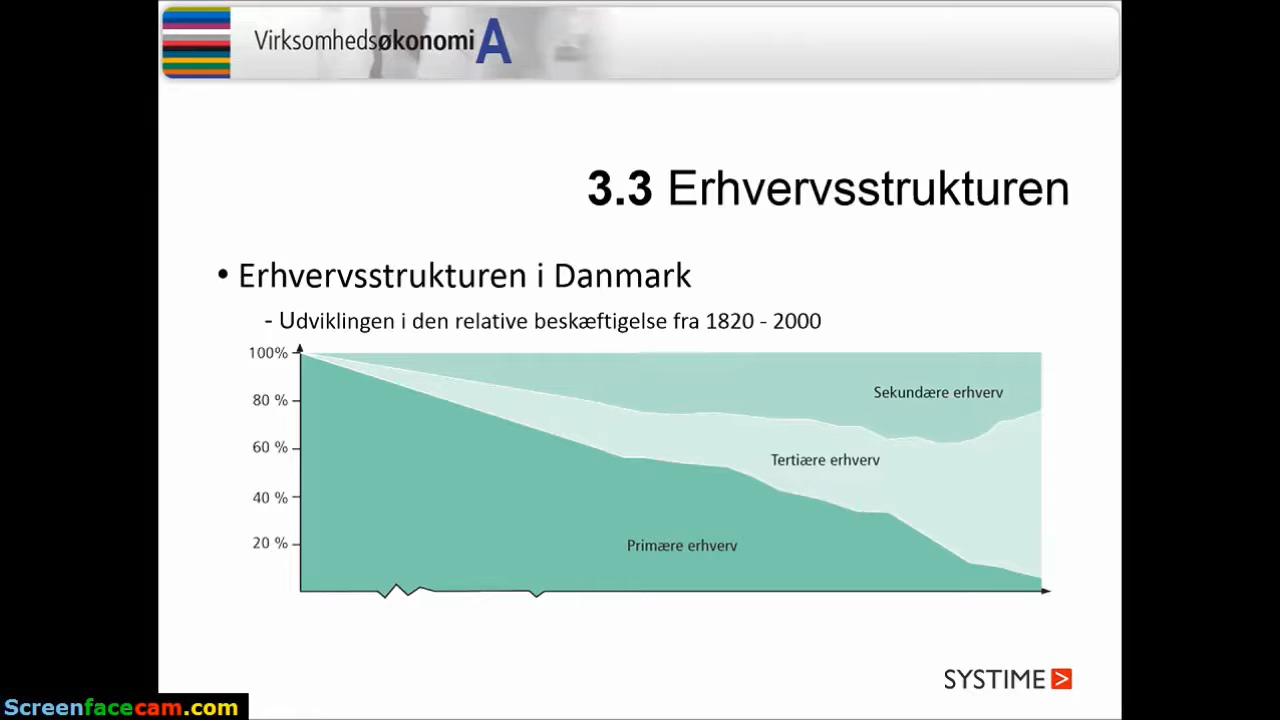 VirksomhedsøkonomiA
3.3 Erhvervsstrukturen
• Erhvervsstrukturen i Danmark
- Udviklingen i den relative beskæftigelse fra 1820 - 2000
100%
80 %
60 %
40 %
20 %
Sekundære erhverv
Tertiære erhverv
Primære erhverv
SYSTIME >
Screenfacecam.com